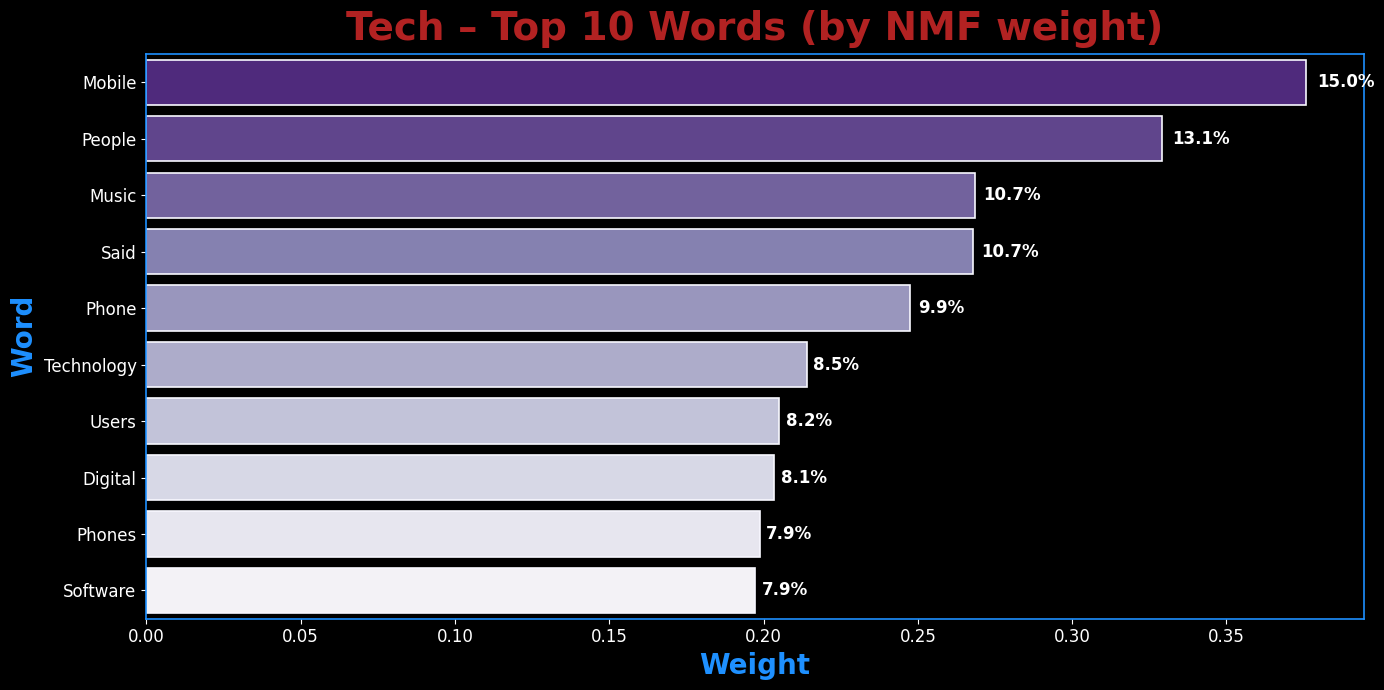 Tech – Top 10 Words (by NMF weight)
Mobile 15.0%
People 13.1%
Music 10.7%
Said 10.7%
Phone 9.9%
Technology 8.5%
Users 8.2%
Digital 8.1%
Phones 7.9%
Software 7.9%
Word
0.00 0.05 0.10 0.15 0.20 0.25 0.30 0.35
Weight